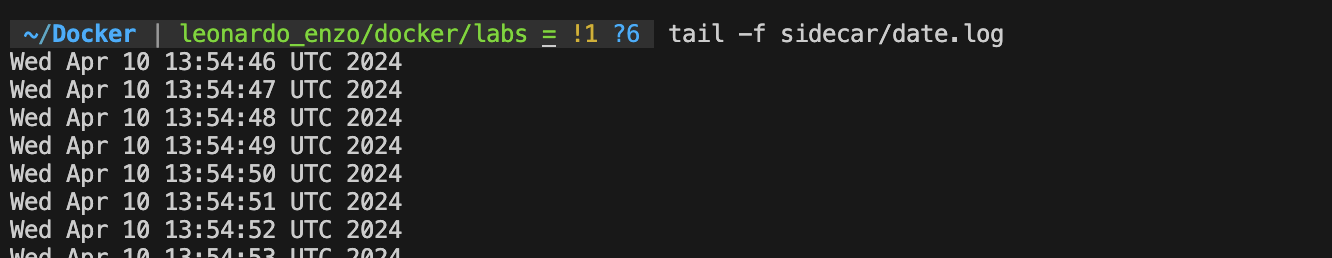 ~/Docker | leonardo_enzo/docker/labs = !1 ?6 tail -f sidecar/date.log
Wed Apr 10 13:54:46 UTC 2024
Wed Apr 10 13:54:47 UTC 2024
Wed Apr 10 13:54:48 UTC 2024
Wed Apr 10 13:54:49 UTC 2024
Wed Apr 10 13:54:50 UTC 2024
Wed Apr 10 13:54:51 UTC 2024
Wed Apr 10 13:54:52 UTC 2024
Wed Apr 10 13:54:53 UTC 2024